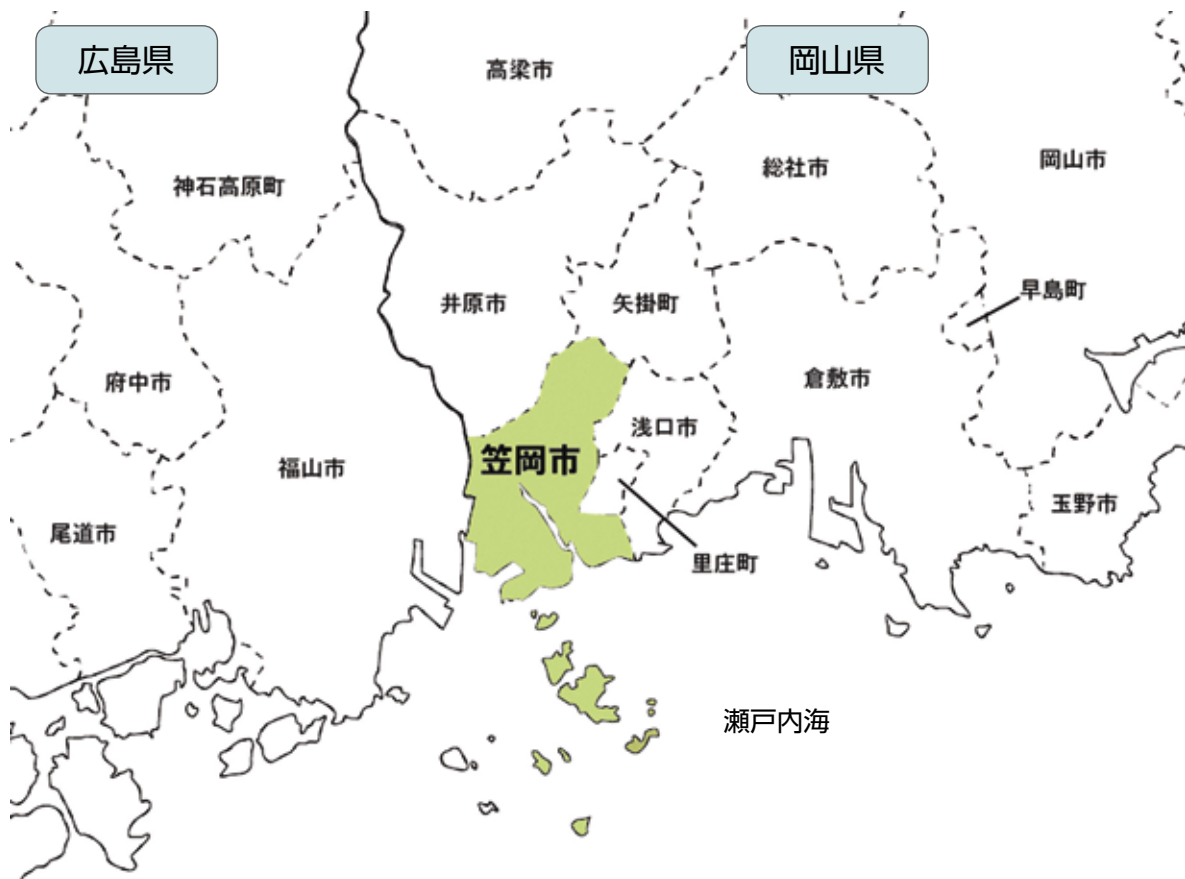 広島県
岡山県
高梁市
神石高原町
総社市
岡山市
井原市
矢掛町
早島町
府中市
倉敷市
浅口市
笠岡市
福山市
尾道市
玉野市
里庄町
瀬戸内海